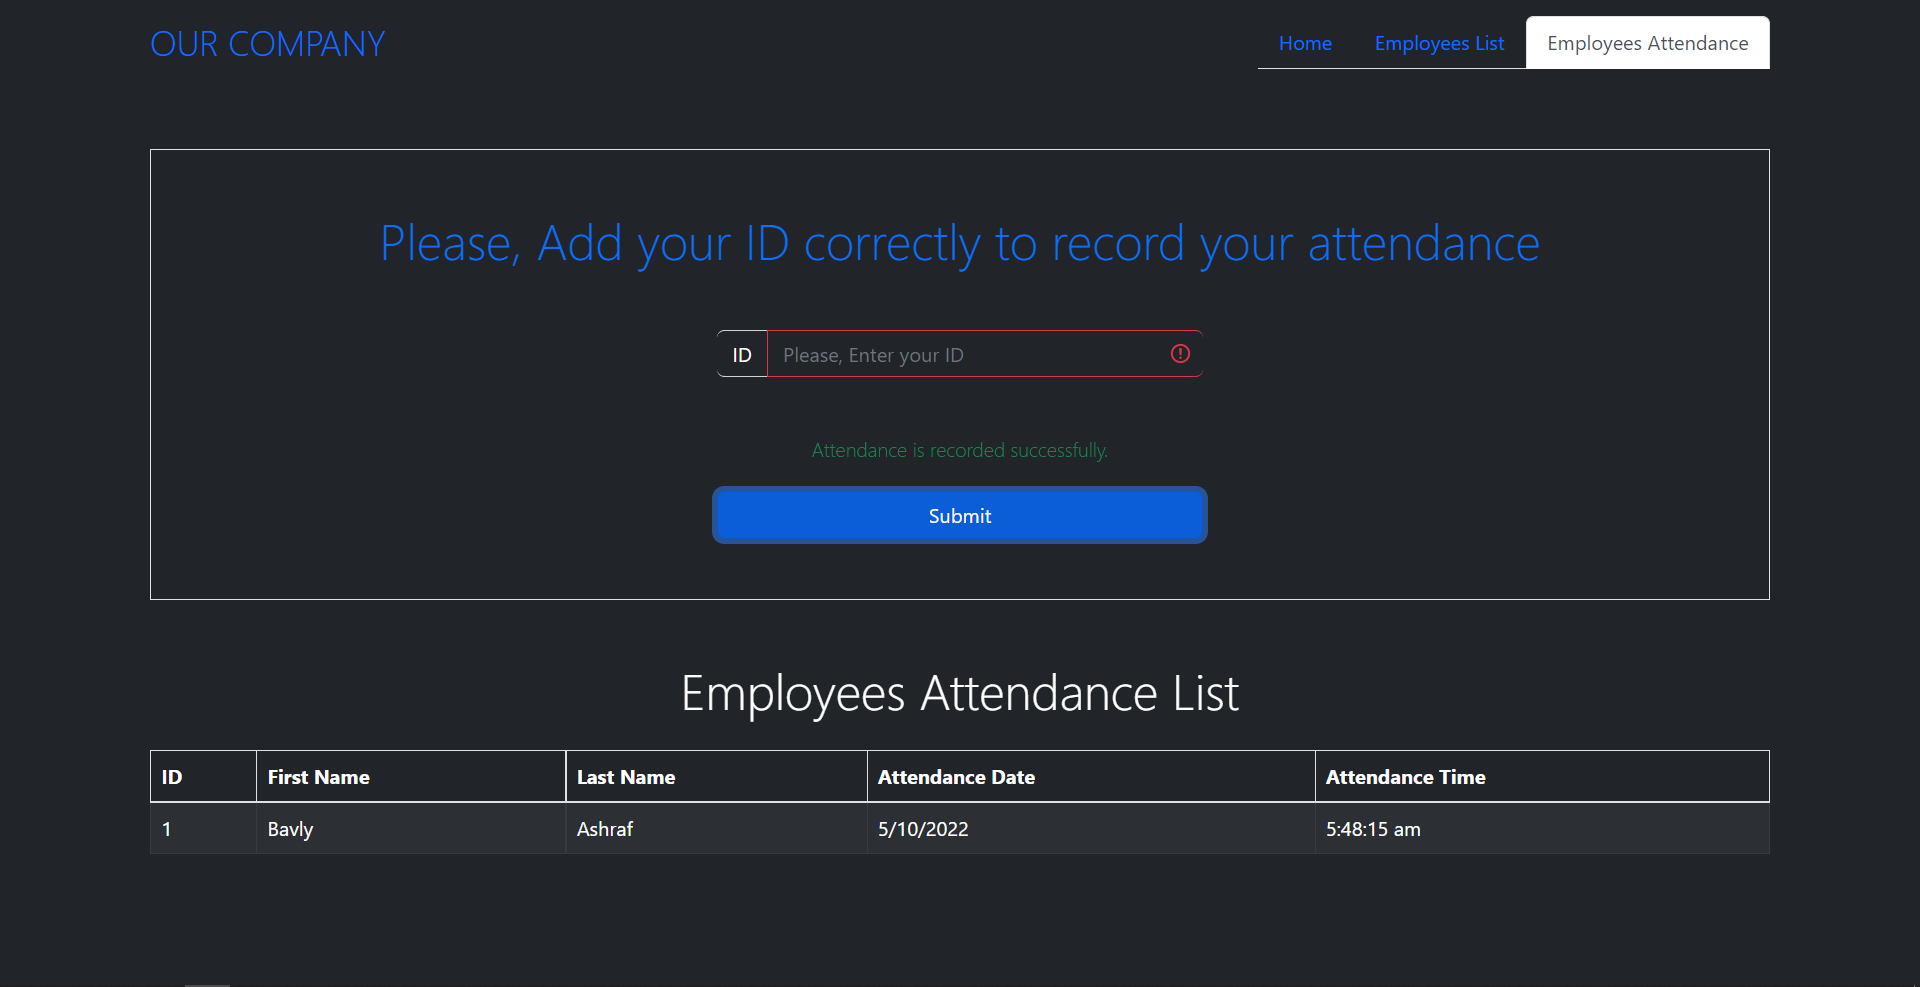 OUR COMPANY
Home Employees List Employees Attendance
Please, Add your ID correctly to record your attendance
ID Please, Enter your ID
Attendance is recorded successfully.
Submit
Employees Attendance List
ID First Name Last Name Attendance Date Attendance Time
1 Bavly Ashraf 5/10/2022 5:48:15 am